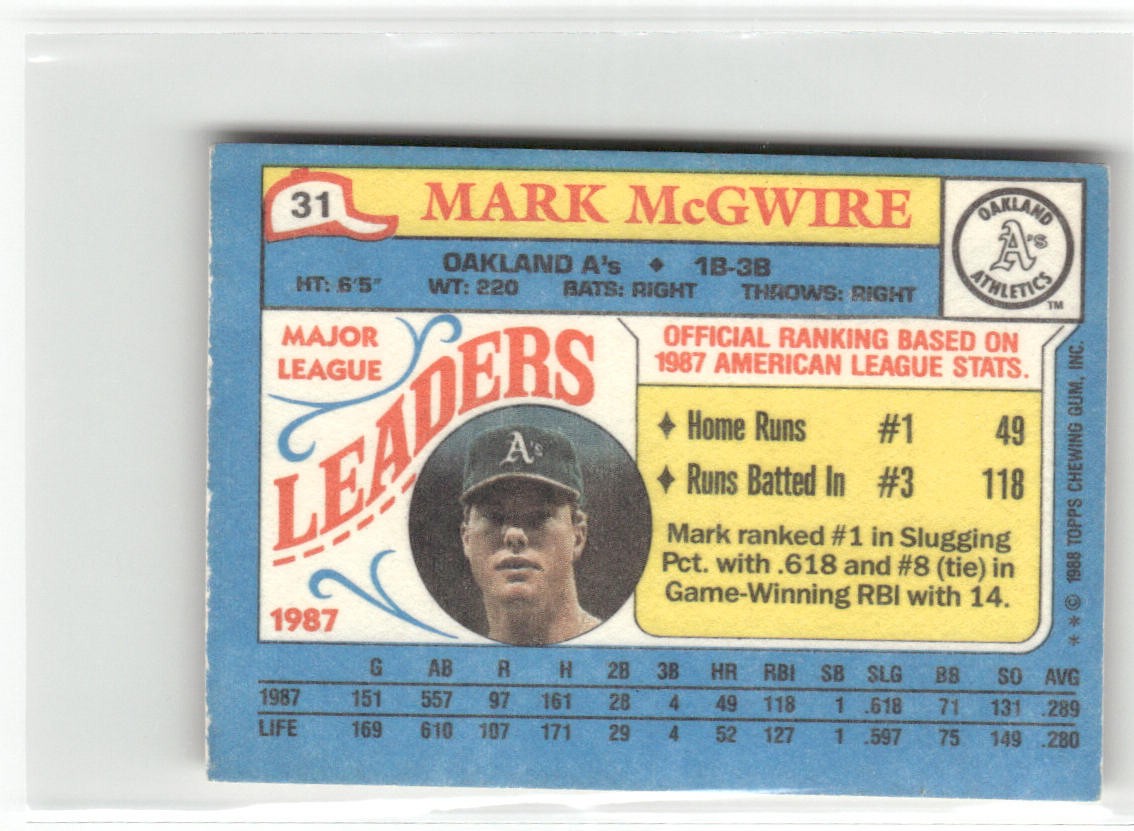 31 MARK McGWIRE
OAKLAND
A's
ATHLETICS
TM
OAKLAND A's ♦ 1B-3B
HT: 6'5" WT: 220 BATS: RIGHT THROWS: RIGHT
MAJOR
LEAGUE
LEADERS
1987
A's
OFFICIAL RANKING BASED ON
1987 AMERICAN LEAGUE STATS.
♦ Home Runs #1 49
♦ Runs Batted In #3 118
Mark ranked #1 in Slugging
Pct. with .618 and #8 (tie) in
Game-Winning RBI with 14.
* * © 1988 TOPPS CHEWING GUM, INC.
G AB R H 2B 3B HR RBI SB SLG BB SO AVG
1987 151 557 97 161 28 4 49 118 1 .618 71 131 .289
LIFE 169 610 107 171 29 4 52 127 1 .597 75 149 .280